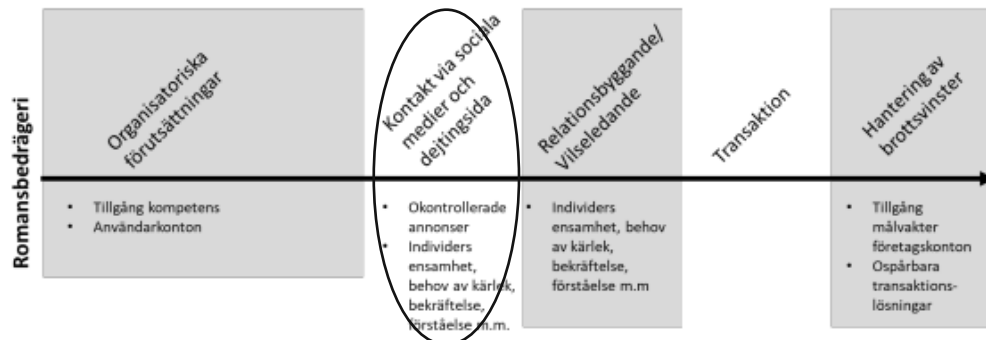 Romansbedrägeri
Organisatoriska
förutsättningar
Kontakt via sociala
medier och
dejtingsida
Relationsbyggande/
Vilseledande
Transaktion
Hantering av
brottsvinster
• Tillgång kompetens
• Användarkonton
• Okontrollerade
annonser
• Individers
ensamhet,
behov av kärlek,
bekräftelse,
förståelse m.m.
• Individers
ensamhet, behov
av kärlek,
bekräftelse,
förståelse m.m
• Tillgång
målvakter
företagskonton
• Ospårbara
transaktions-
lösningar